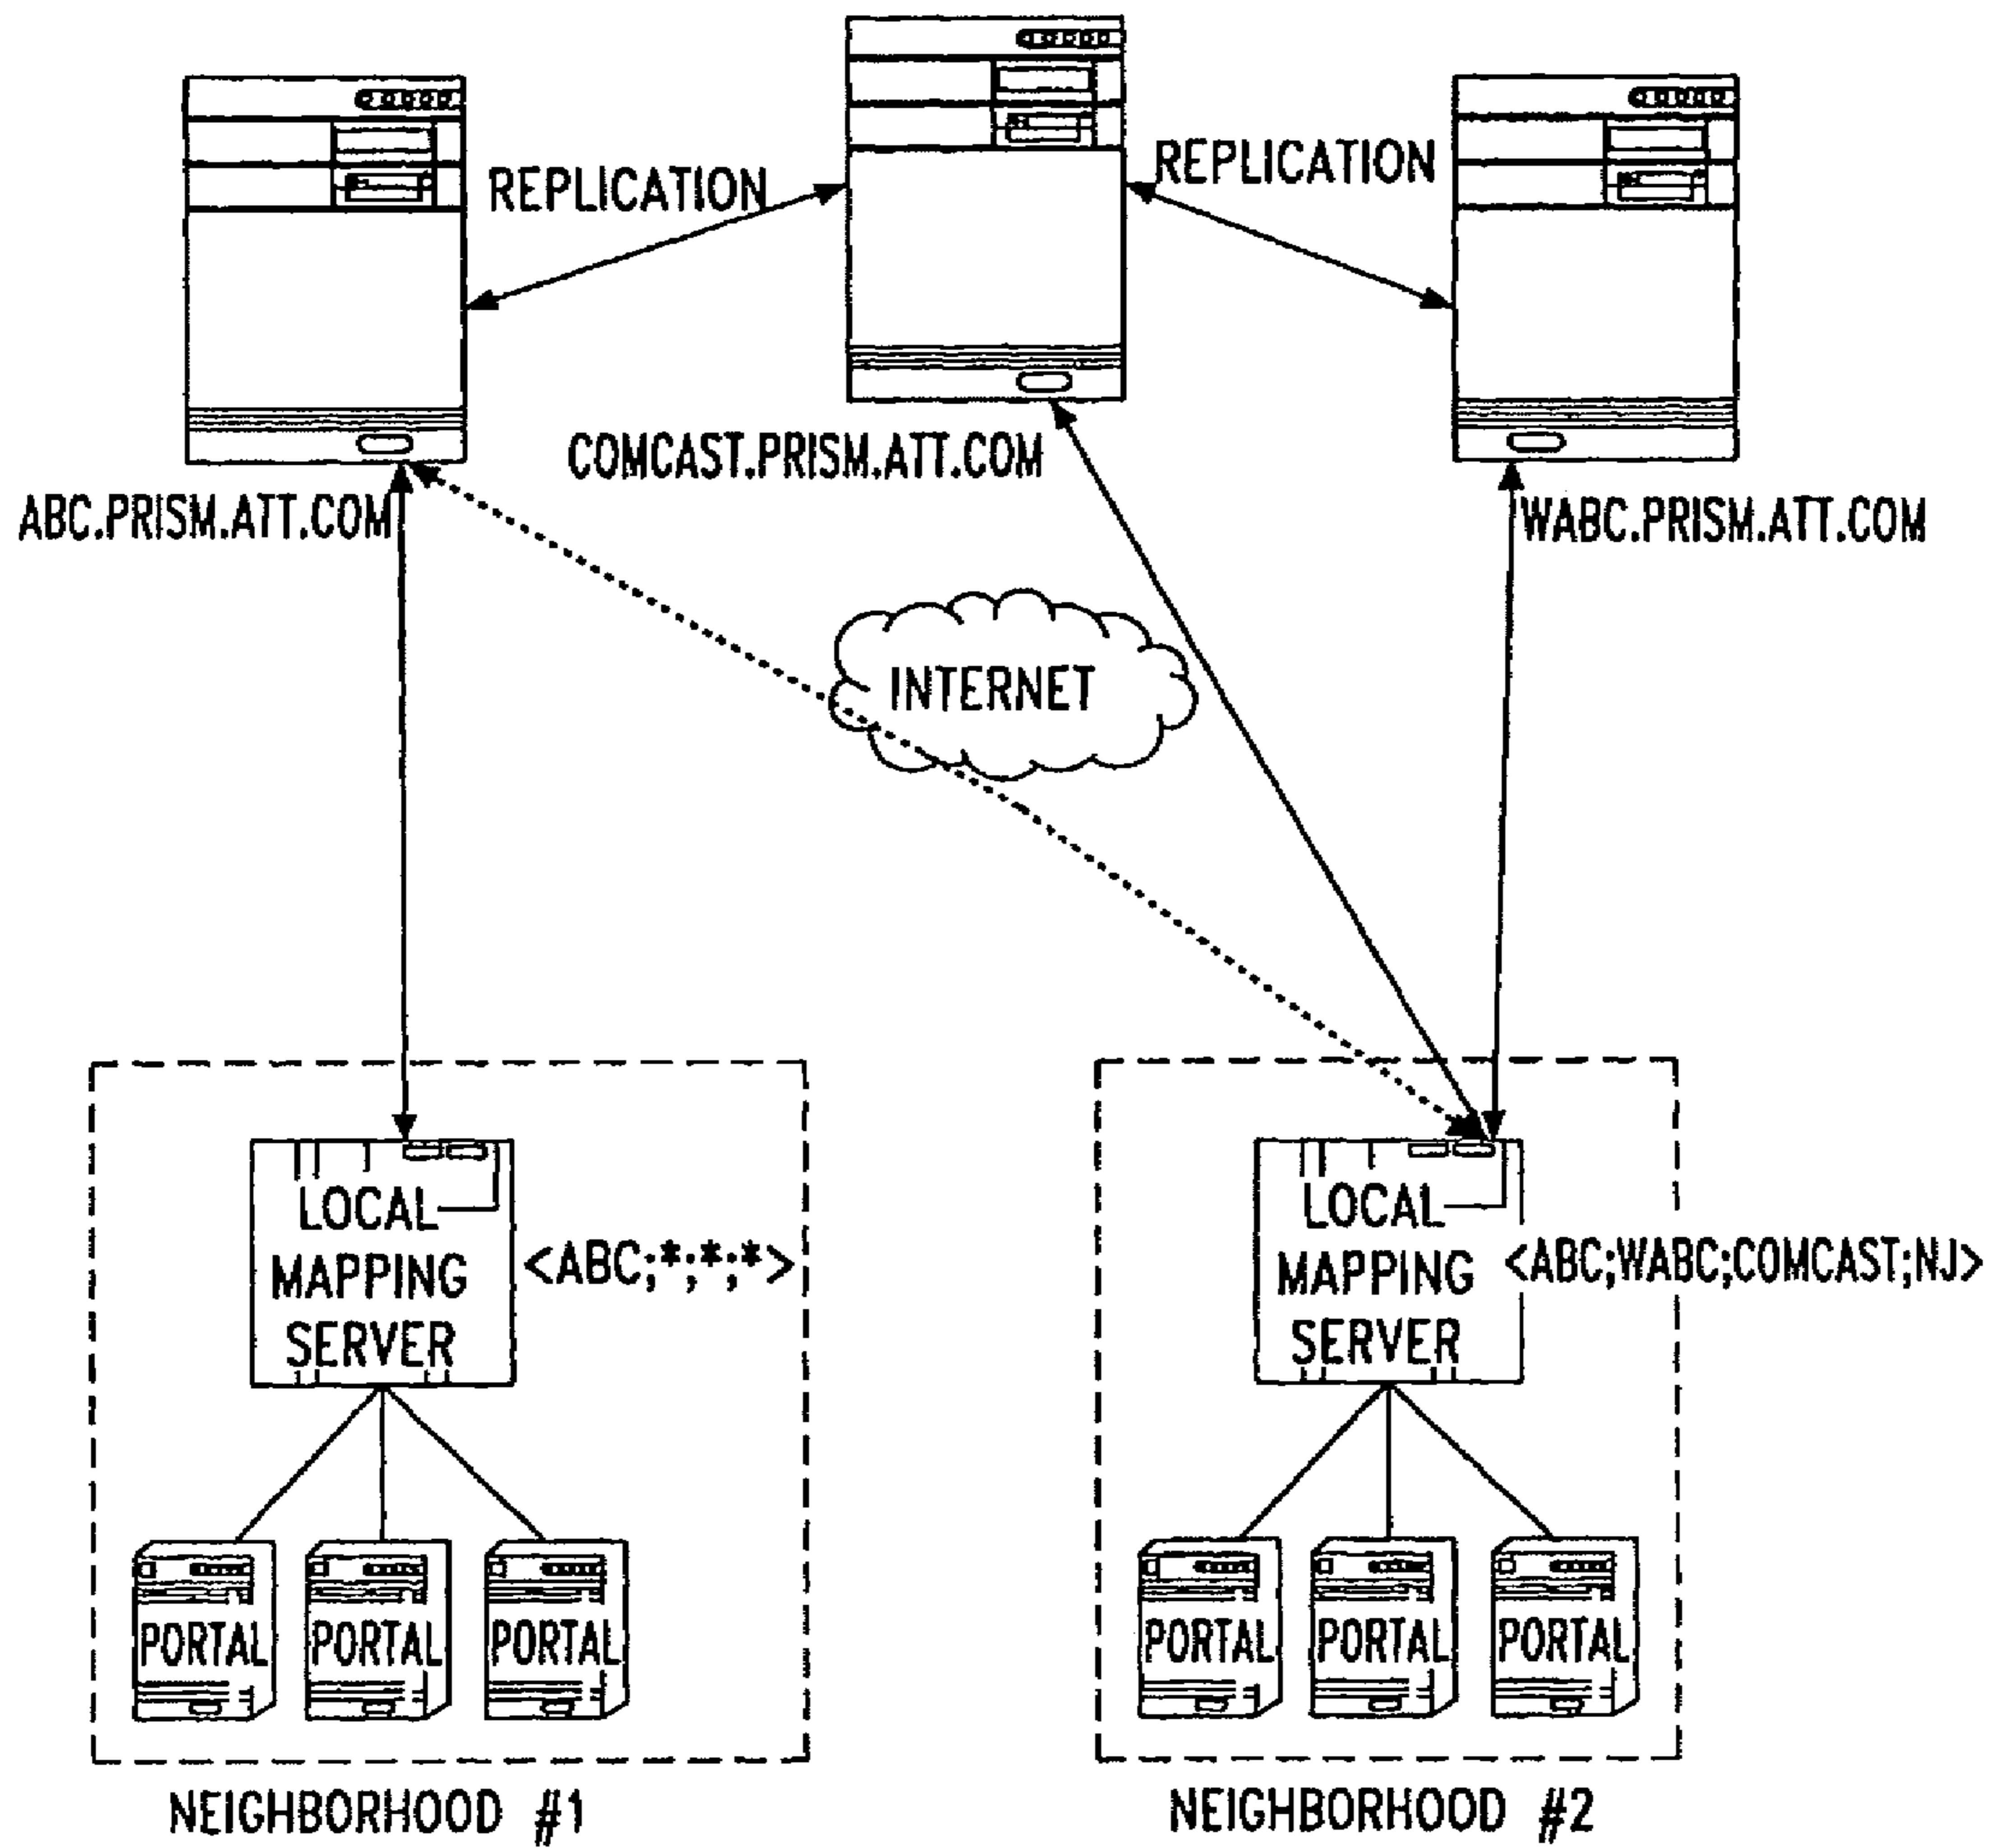 REPLICATION
REPLICATION
COMCAST.PRISM.ATT.COM
ABC.PRISM.ATT.COM
WABC.PRISM.ATT.COM
INTERNET
LOCAL
MAPPING
SERVER
<ABC;*;*;*>
LOCAL
MAPPING
SERVER
<ABC;WABC;COMCAST;NJ>
PORTAL
PORTAL
PORTAL
PORTAL
PORTAL
PORTAL
NEIGHBORHOOD #1
NEIGHBORHOOD #2